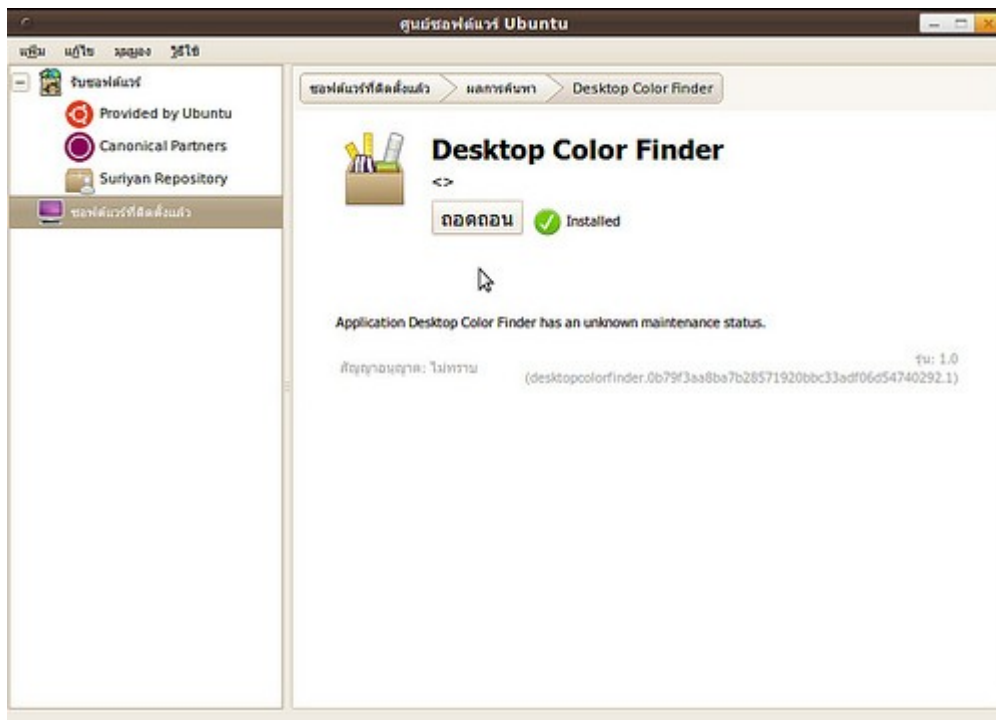 ศูนย์ซอฟต์แวร์ Ubuntu
แฟ้ม แก้ไข มุมมอง วิธีใช้
รับซอฟต์แวร์
Provided by Ubuntu
Canonical Partners
Suriyan Repository
ซอฟต์แวร์ที่ติดตั้งแล้ว
ซอฟต์แวร์ที่ติดตั้งแล้ว ผลการค้นหา Desktop Color Finder
Desktop Color Finder
<>
ถอดถอน Installed
Application Desktop Color Finder has an unknown maintenance status.
สัญญาอนุญาต: ไม่ทราบ
รุ่น: 1.0
(desktopcolorfinder.0b79f3aa8ba7b28571920bbc33adf06d54740292.1)